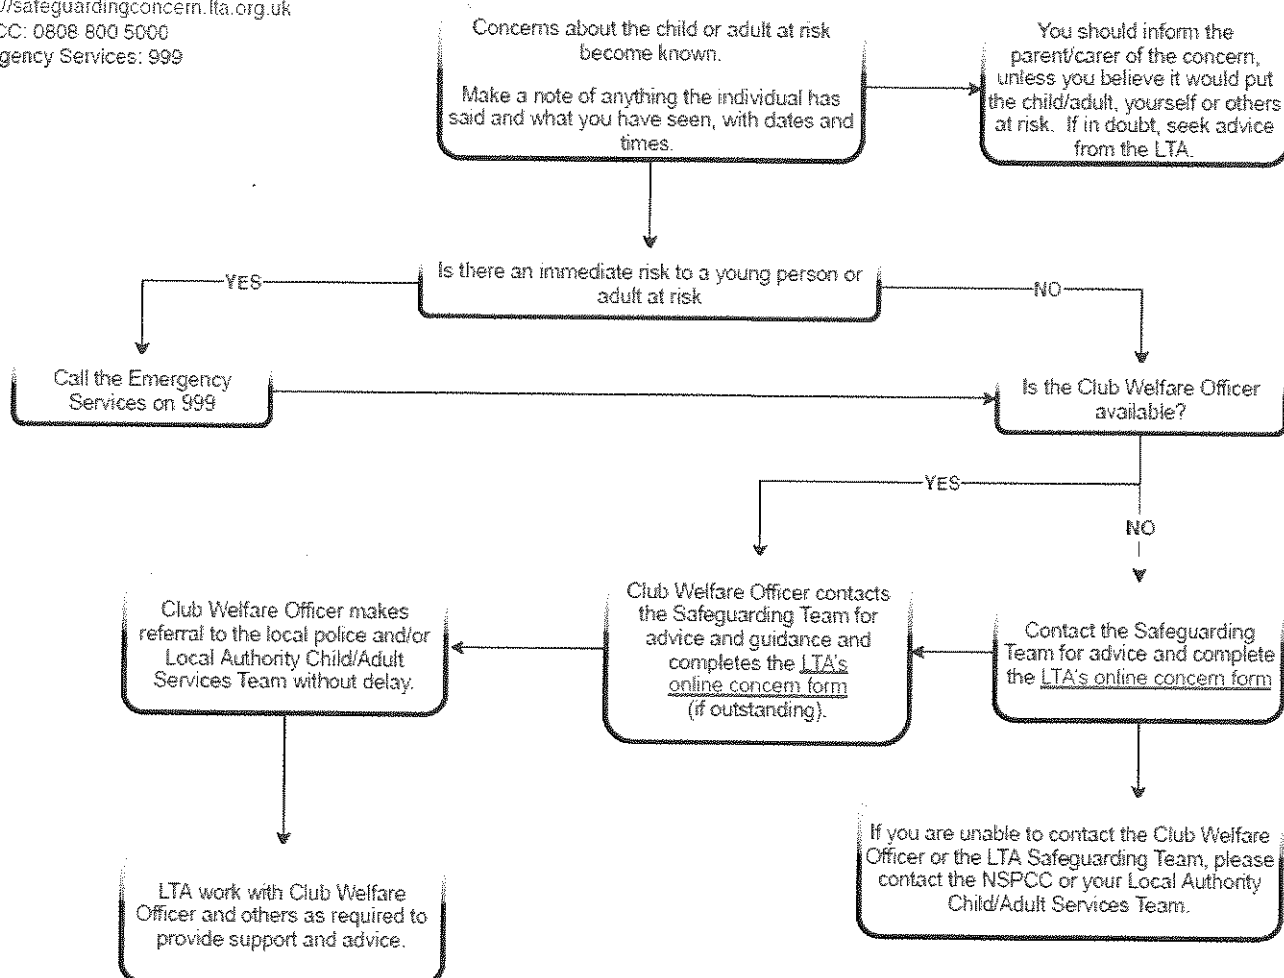 //safeguardingconcern.lta.org.uk
CC: 0808 800 5000
gency Services: 999
Concerns about the child or adult at risk
become known.
Make a note of anything the individual has
said and what you have seen, with dates and
times.
You should inform the
parent/carer of the concern,
unless you believe it would put
the child/adult, yourself or others
at risk. If in doubt, seek advice
from the LTA.
Is there an immediate risk to a young person or
adult at risk
YES
NO
Call the Emergency
Services on 999
Is the Club Welfare Officer
available?
YES
NO
Club Welfare Officer makes
referral to the local police and/or
Local Authority Child/Adult
Services Team without delay.
Club Welfare Officer contacts
the Safeguarding Team for
advice and guidance and
completes the LTA's
online concern form
(if outstanding).
Contact the Safeguarding
Team for advice and complete
the LTA's online concern form
LTA work with Club Welfare
Officer and others as required to
provide support and advice.
If you are unable to contact the Club Welfare
Officer or the LTA Safeguarding Team, please
contact the NSPCC or your Local Authority
Child/Adult Services Team.